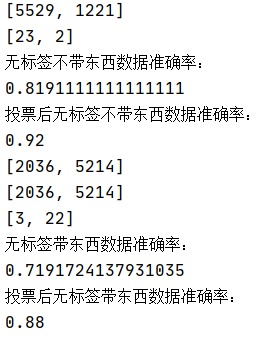 [5529, 1221]
[23, 2]
无标签不带东西数据准确率：
0.8191111111111111
投票后无标签不带东西数据准确率：
0.92
[2036, 5214]
[2036, 5214]
[3, 22]
无标签带东西数据准确率：
0.7191724137931035
投票后无标签带东西数据准确率：
0.88